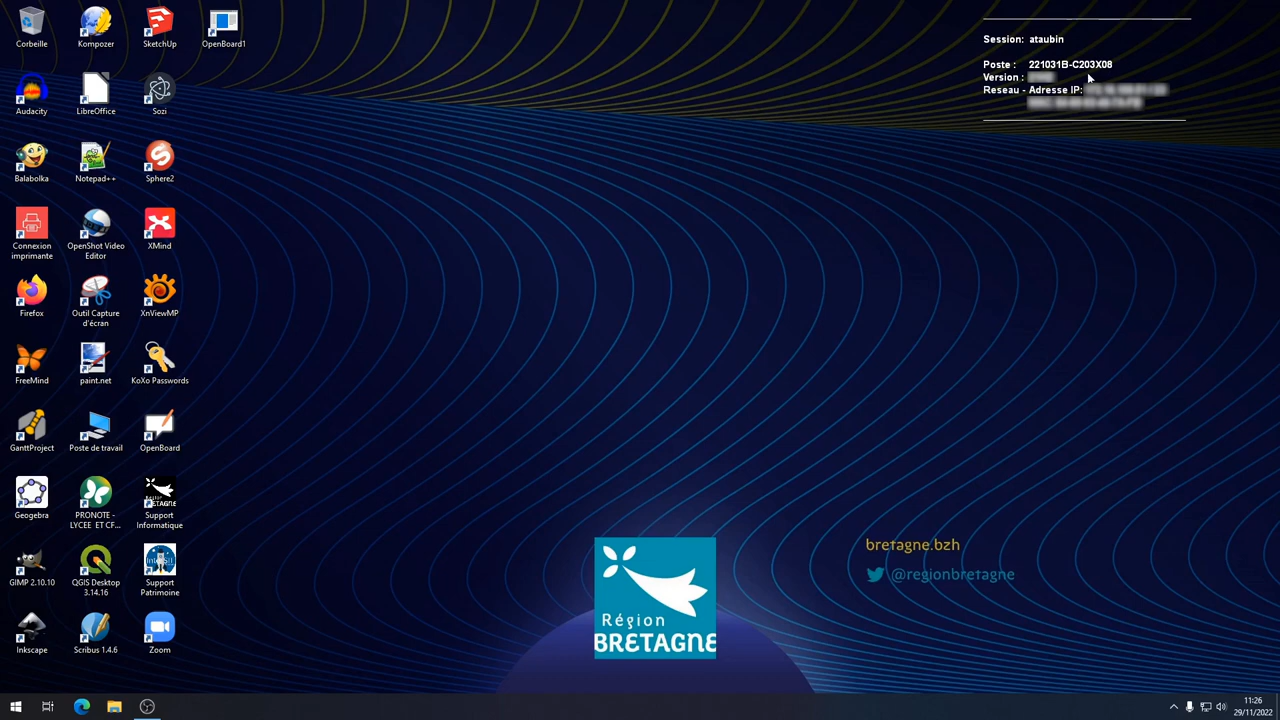 Corbeille
Kompozer
SketchUp
OpenBoard1
Audacity
LibreOffice
Sozi
Balabolka
Notepad++
Sphere2
Connexion
imprimante
OpenShot Video
Editor
XMind
Firefox
Outil Capture
d'écran
XnViewMP
FreeMind
paint.net
KoXo Passwords
GanttProject
Poste de travail
OpenBoard
Geogebra
PRONOTE -
LYCEE ET CF...
Support
Informatique
GIMP 2.10.10
QGIS Desktop
3.14.16
Support
Patrimoine
Inkscape
Scribus 1.4.6
Zoom
Session: ataubin
Poste : 221031B-C203X08
Version :
Reseau - Adresse IP:
Région
BRETAGNE
bretagne.bzh
@regionbretagne
11:26
29/11/2022